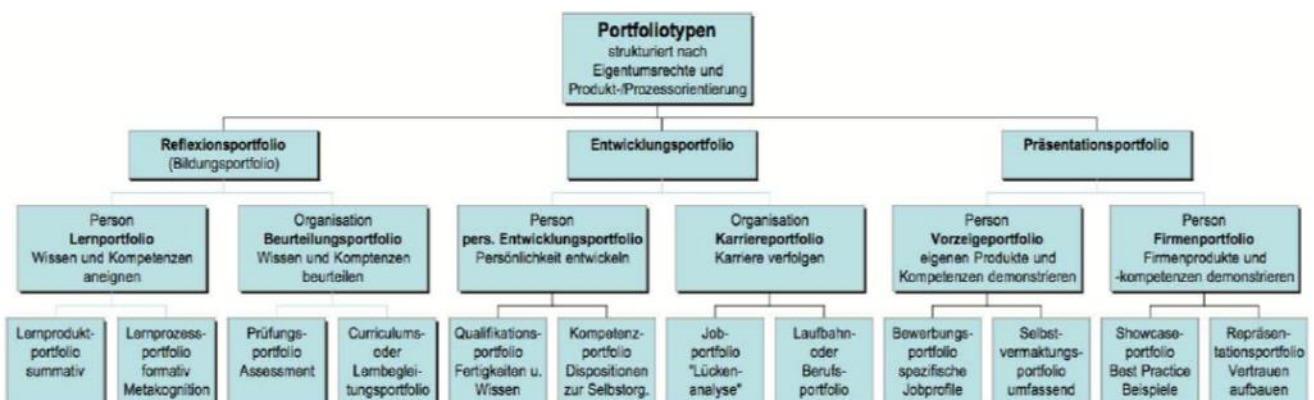 Portfoliotypen
strukturiert nach
Eigentumsrechte und
Produkt-/Prozessorientierung
Reflexionsportfolio
(Bildungsportfolio)
Entwicklungsportfolio
Präsentationsportfolio
Person
Lernportfolio
Wissen und Kompetenzen
aneignen
Organisation
Beurteilungsportfolio
Wissen und Komptenzen
beurteilen
Person
pers. Entwicklungsportfolio
Persönlichkeit entwickeln
Organisation
Karriereportfolio
Karriere verfolgen
Person
Vorzeigeportfolio
eigenen Produkte und
Kompetenzen demonstrieren
Person
Firmenportfolio
Firmenprodukte und
-kompetenzen demonstrieren
Lernprodukt-
portfolio
summativ
Lernprozess-
portfolio
formativ
Metakognition
Prüfungs-
portfolio
Assessment
Curriculums-
oder
Lernbeglei-
tungsportfolio
Qualifikations-
portfolio
Fertigkeiten u.
Wissen
Kompetenz-
portfolio
Dispositionen
zur Selbstorg.
Job-
portfolio
"Lücken-
analyse"
Laufbahn-
oder
Berufs-
portfolio
Bewerbungs-
portfolio
spezifische
Jobprofile
Selbst-
vermaktungs-
portfolio
umfassend
Showcase-
portfolio
Best Practice
Beispiele
Repräsen-
tationsportfolio
Vertrauen
aufbauen